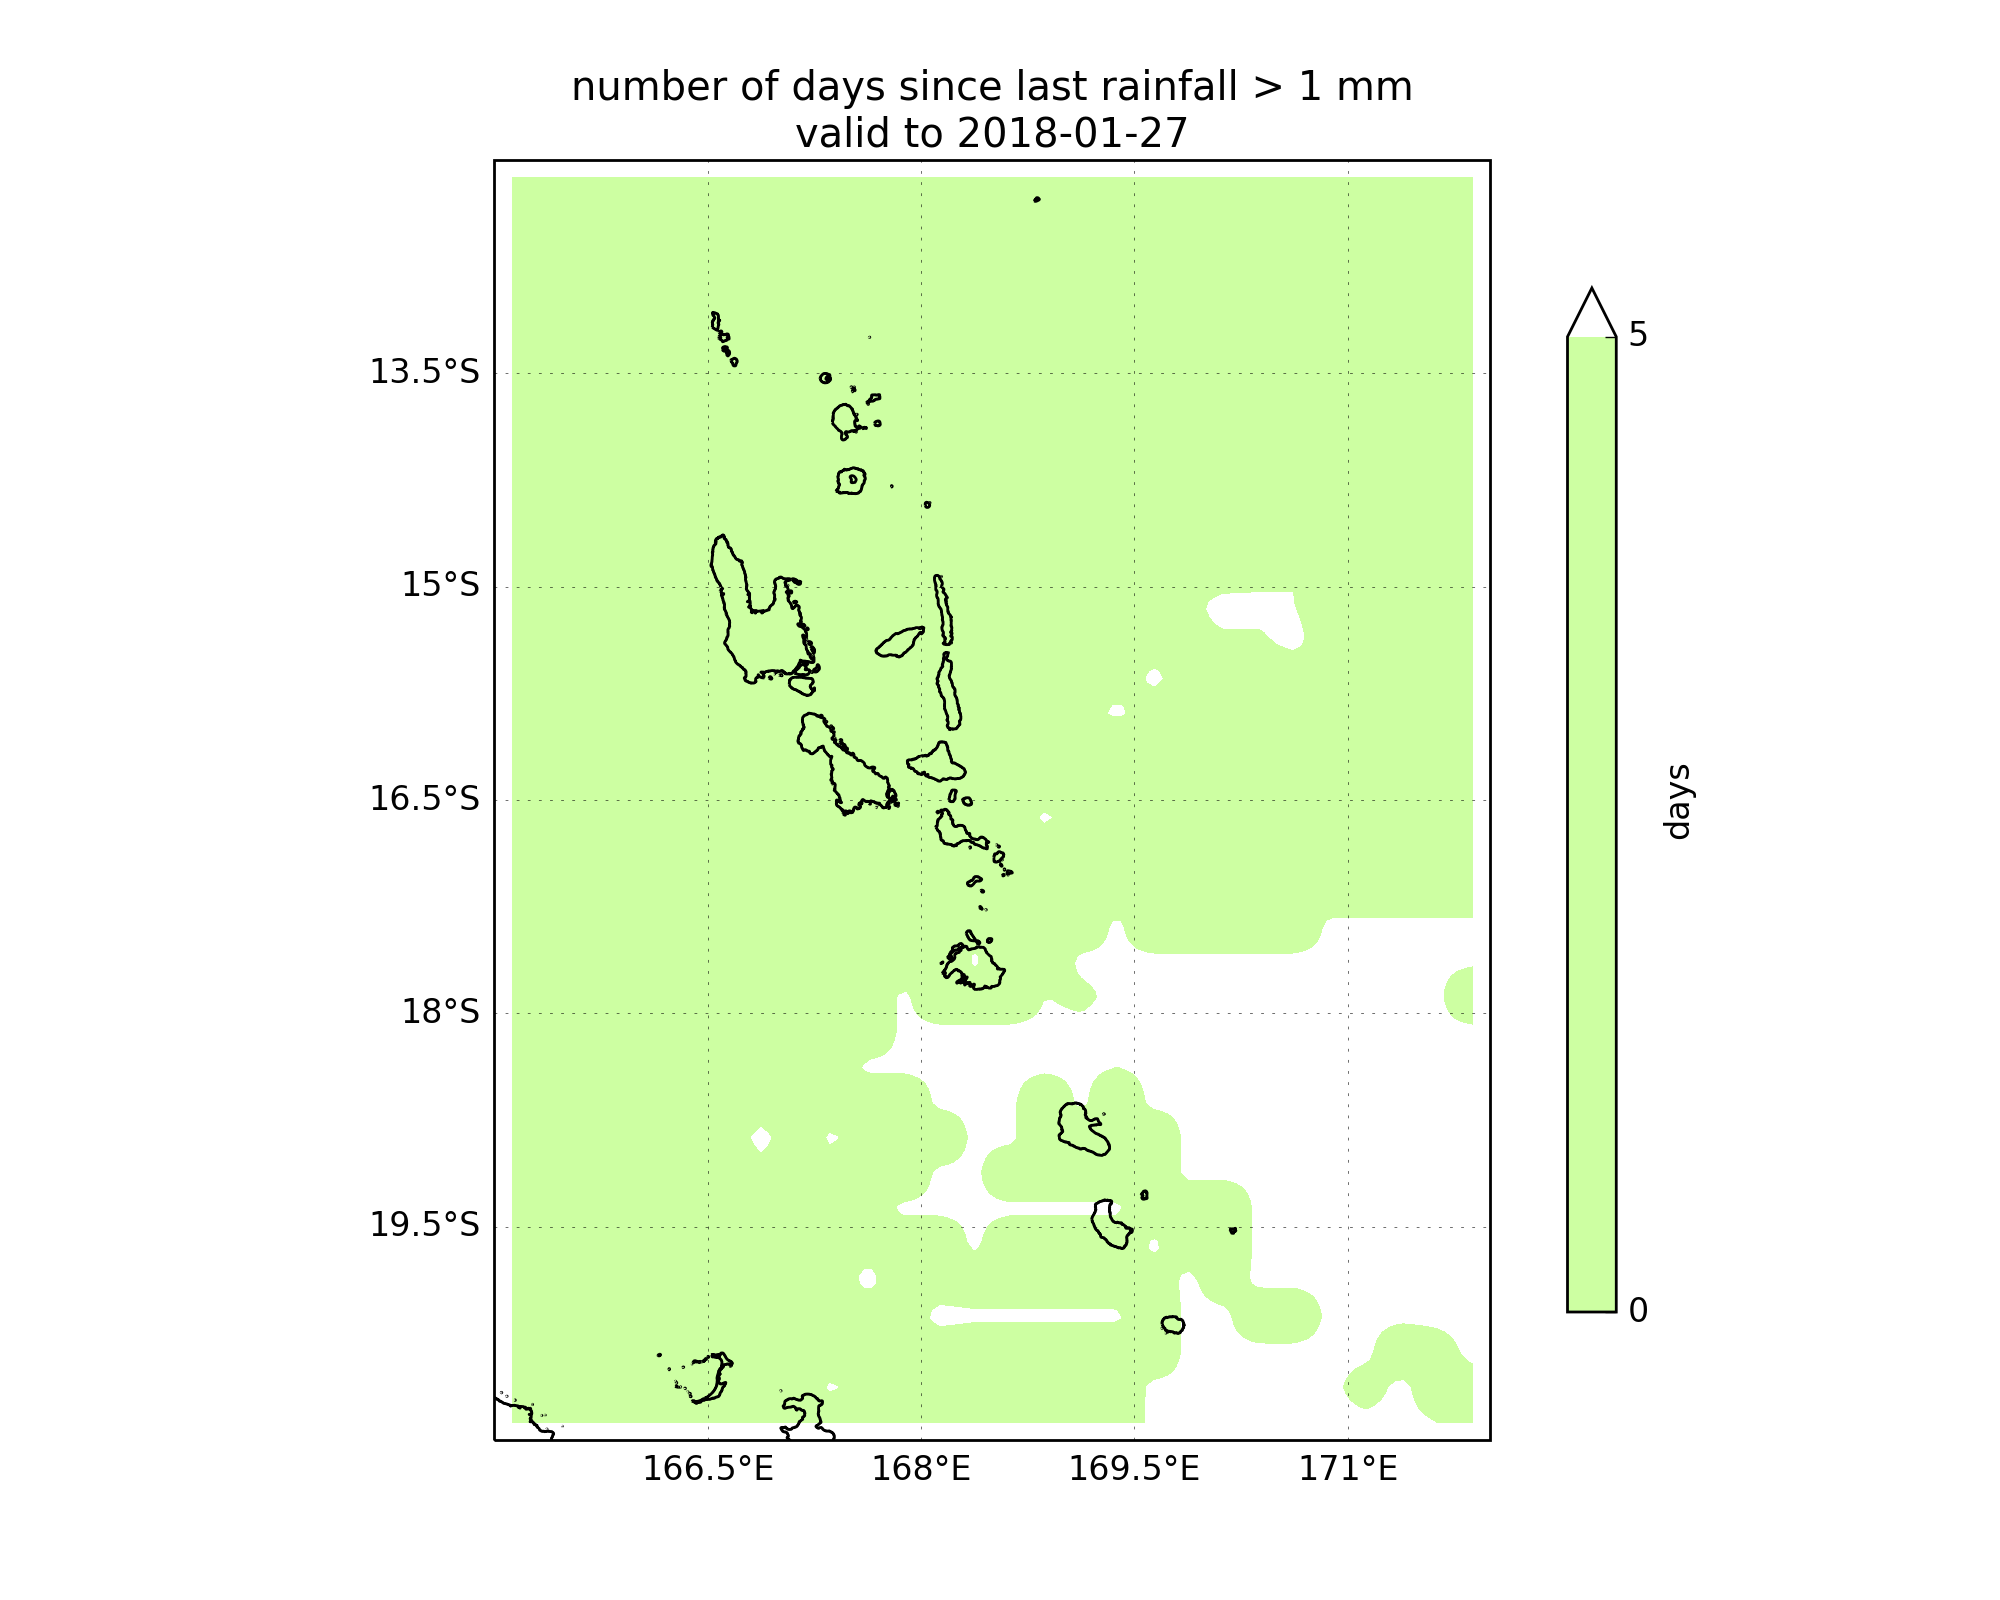 number of days since last rainfall > 1 mm
valid to 2018-01-27
13.5°S
15°S
16.5°S
18°S
19.5°S
166.5°E
168°E
169.5°E
171°E
5
days
0